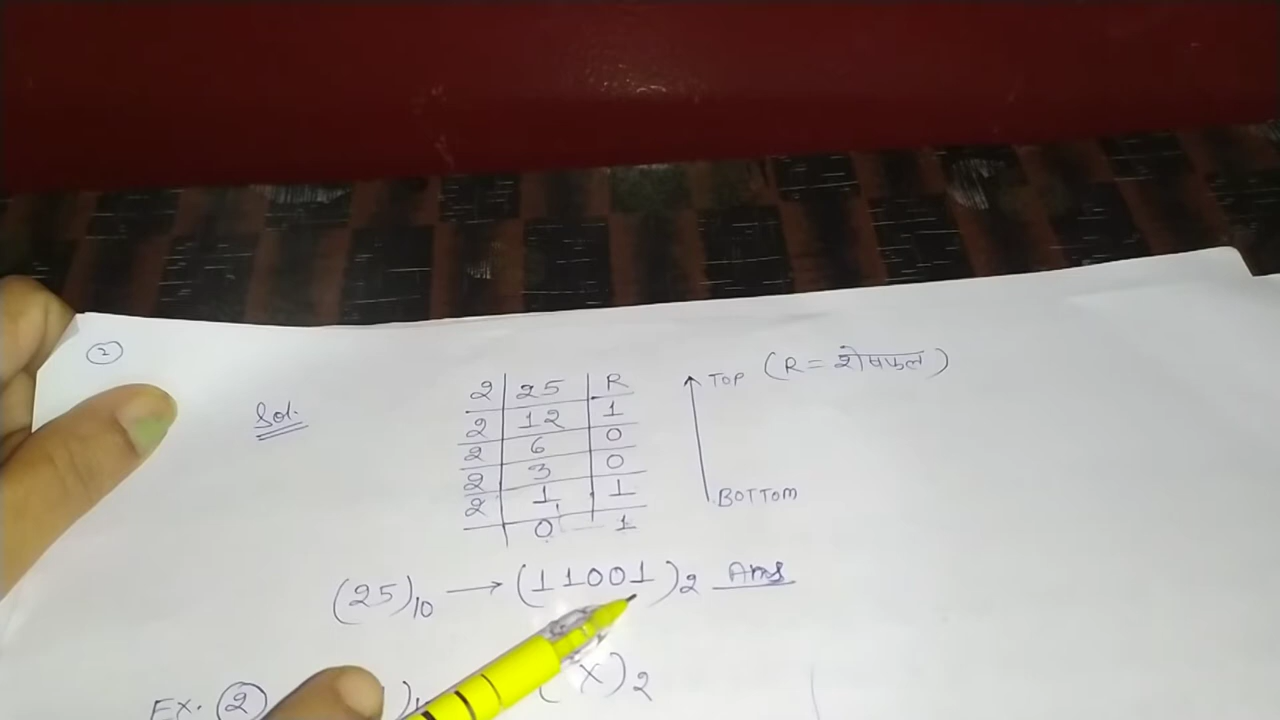 2
Sol.
2 | 25 | R
2 | 12 | 1
2 | 6 | 0
2 | 3 | 0
2 | 1 | 1
0 1
TOP (R = शेषफल)
BOTTOM
(25)10 → (11001)2 Ans
Ex. 2 (X)2